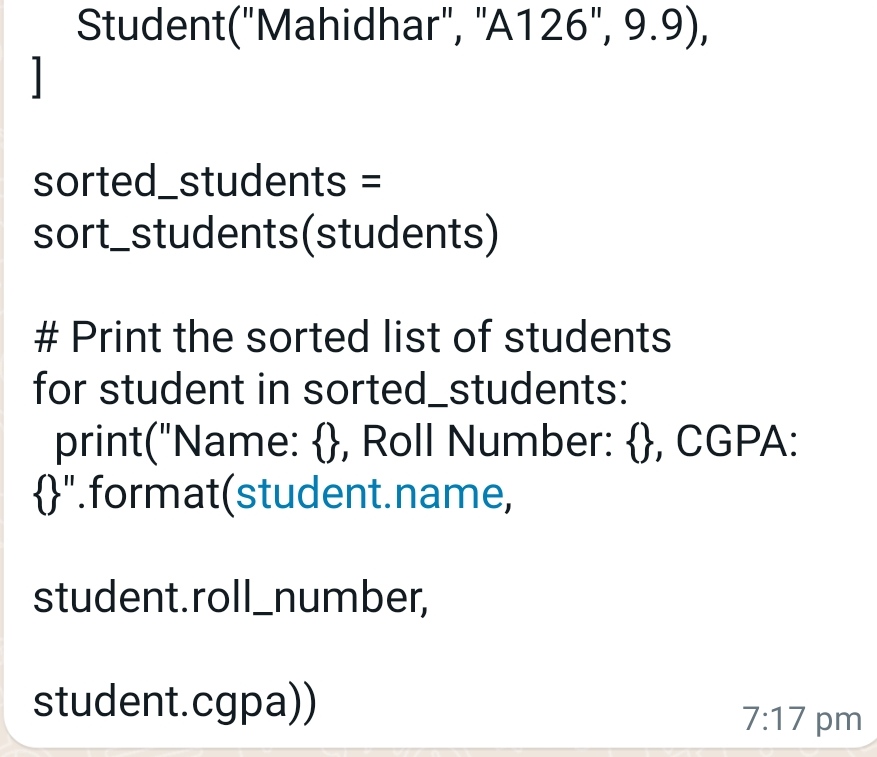 Student("Mahidhar", "A126", 9.9),
]
sorted_students =
sort_students(students)
# Print the sorted list of students
for student in sorted_students:
print("Name: {}, Roll Number: {}, CGPA:
{}".format(student.name,
student.roll_number,
student.cgpa))
7:17 pm